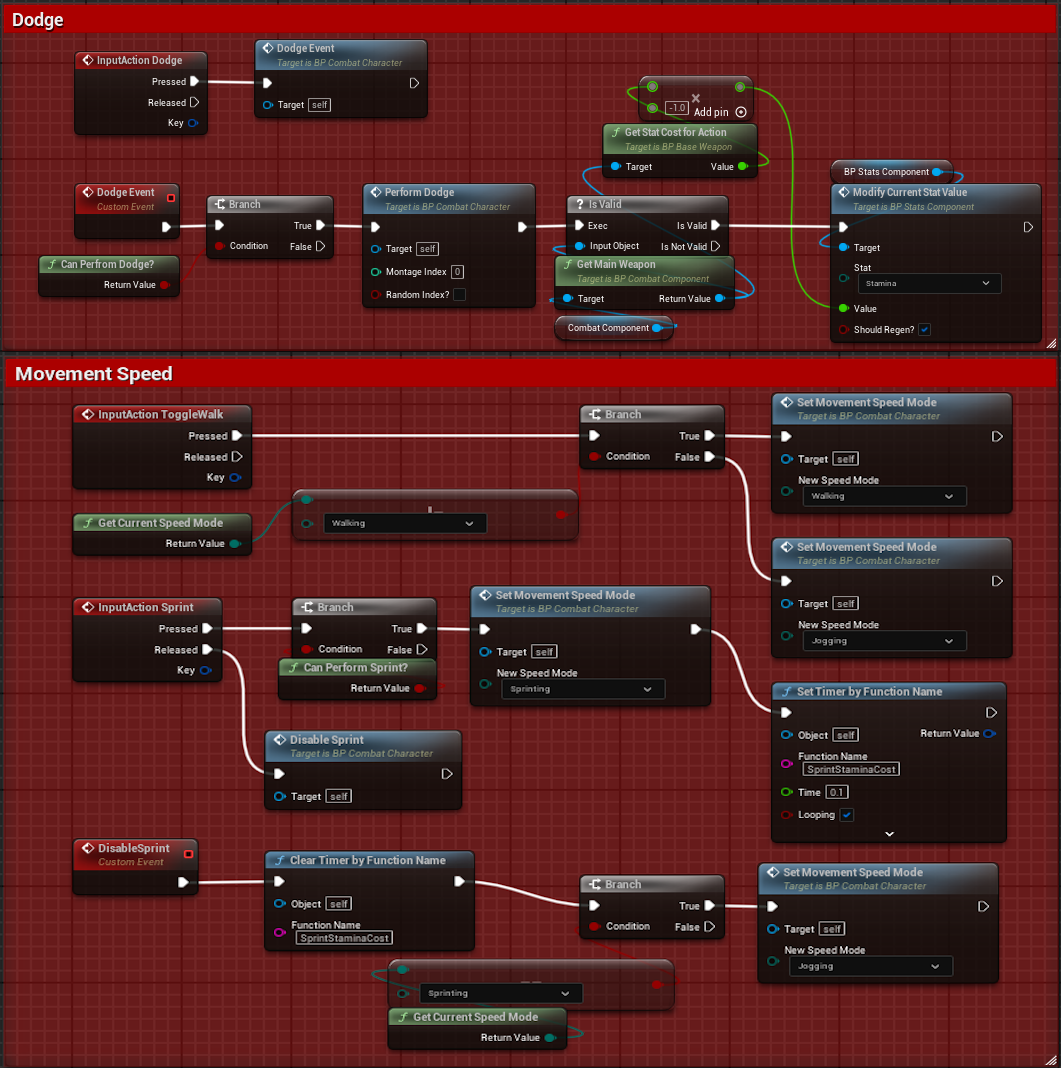 Dodge
InputAction Dodge
Pressed
Released
Key
Dodge Event
Target is BP Combat Character
Target self
-1.0
Add pin
Get Stat Cost for Action
Target is BP Base Weapon
Target Value
BP Stats Component
Dodge Event
Custom Event
Branch
True
Condition False
Can Perfrom Dodge?
Return Value
Perform Dodge
Target is BP Combat Character
Target self
Montage Index 0
Random Index?
? Is Valid
Exec Is Valid
Input Object Is Not Valid
Get Main Weapon
Target is BP Combat Component
Target Return Value
Combat Component
Modify Current Stat Value
Target is BP Stats Component
Target
Stat
Stamina
Value
Should Regen?
Movement Speed
InputAction ToggleWalk
Pressed
Released
Key
Get Current Speed Mode
Return Value
Walking
Branch
True
Condition False
Set Movement Speed Mode
Target is BP Combat Character
Target self
New Speed Mode
Walking
Set Movement Speed Mode
Target is BP Combat Character
Target self
New Speed Mode
Jogging
InputAction Sprint
Pressed
Released
Key
Branch
True
Condition False
Can Perform Sprint?
Return Value
Set Movement Speed Mode
Target is BP Combat Character
Target self
New Speed Mode
Sprinting
Set Timer by Function Name
Object self Return Value
Function Name
SprintStaminaCost
Time 0.1
Looping
Disable Sprint
Target is BP Combat Character
Target self
DisableSprint
Custom Event
Clear Timer by Function Name
Object self
Function Name
SprintStaminaCost
Branch
True
Condition False
Sprinting
Get Current Speed Mode
Return Value
Set Movement Speed Mode
Target is BP Combat Character
Target self
New Speed Mode
Jogging